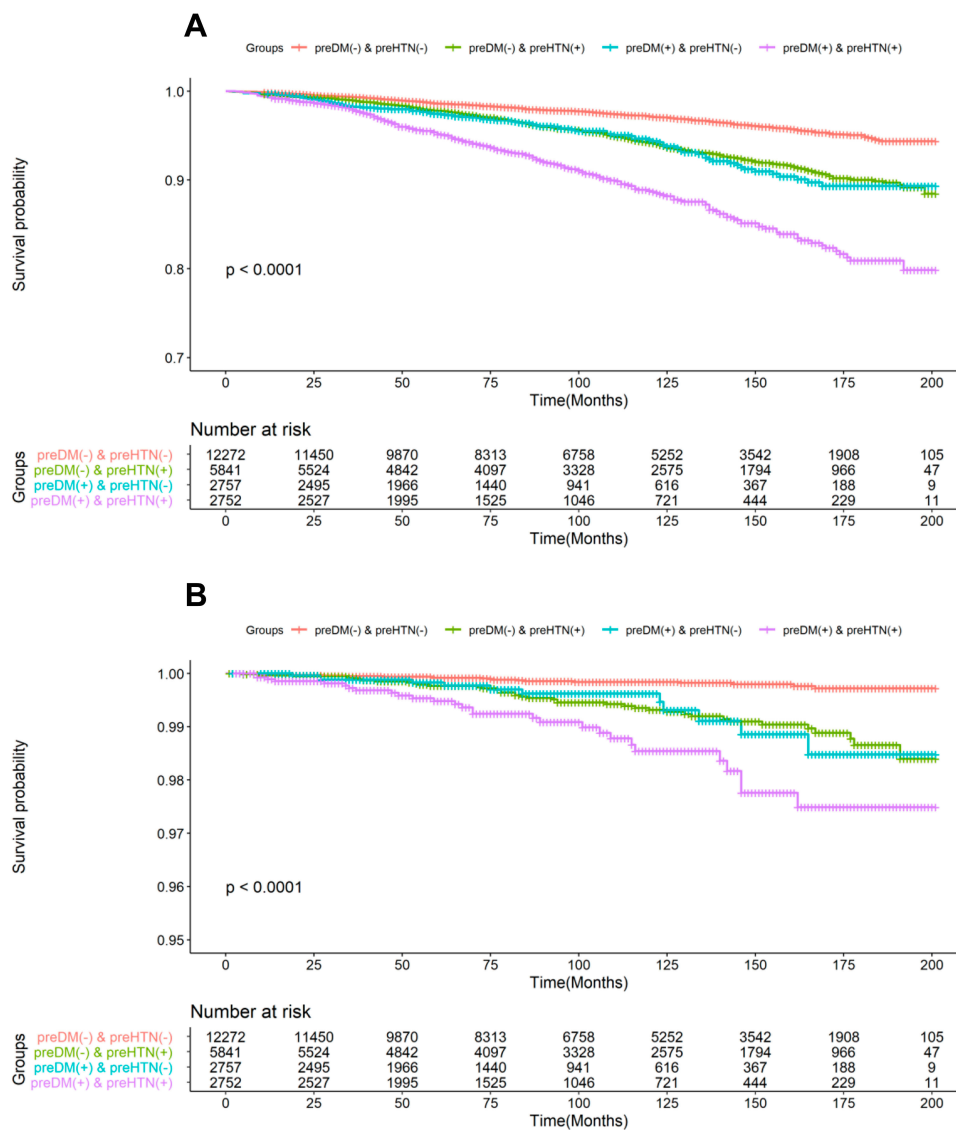 A
Groups preDM(-) & preHTN(-) preDM(-) & preHTN(+) preDM(+) & preHTN(-) preDM(+) & preHTN(+)
Survival probability
1.0
0.9
0.8
0.7
p < 0.0001
0 25 50 75 100 125 150 175 200
Time(Months)
Number at risk
Groups
preDM(-) & preHTN(-) 12272 11450 9870 8313 6758 5252 3542 1908 105
preDM(-) & preHTN(+) 5841 5524 4842 4097 3328 2575 1794 966 47
preDM(+) & preHTN(-) 2757 2495 1966 1440 941 616 367 188 9
preDM(+) & preHTN(+) 2752 2527 1995 1525 1046 721 444 229 11
0 25 50 75 100 125 150 175 200
Time(Months)
B
Groups preDM(-) & preHTN(-) preDM(-) & preHTN(+) preDM(+) & preHTN(-) preDM(+) & preHTN(+)
Survival probability
1.00
0.99
0.98
0.97
0.96
0.95
p < 0.0001
0 25 50 75 100 125 150 175 200
Time(Months)
Number at risk
Groups
preDM(-) & preHTN(-) 12272 11450 9870 8313 6758 5252 3542 1908 105
preDM(-) & preHTN(+) 5841 5524 4842 4097 3328 2575 1794 966 47
preDM(+) & preHTN(-) 2757 2495 1966 1440 941 616 367 188 9
preDM(+) & preHTN(+) 2752 2527 1995 1525 1046 721 444 229 11
0 25 50 75 100 125 150 175 200
Time(Months)